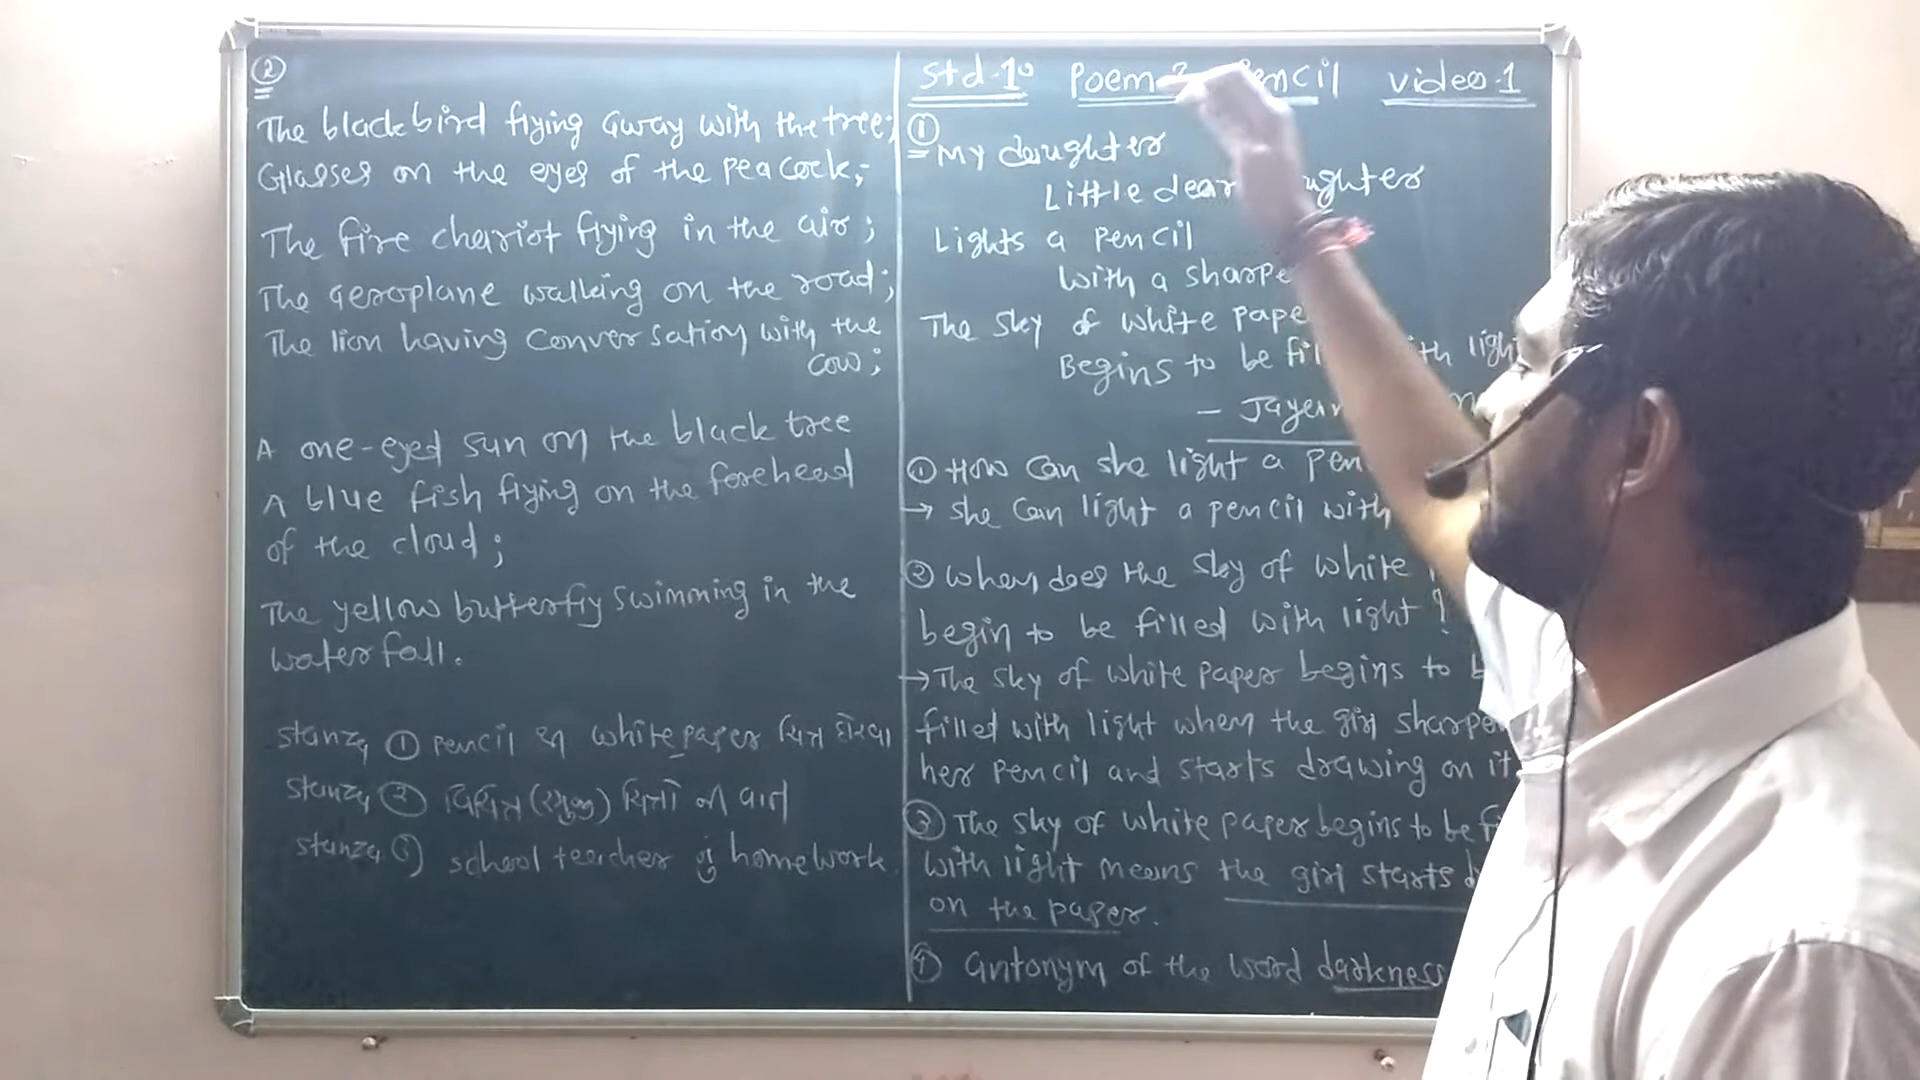 ②
The blackbird flying away with the tree;
Glasses on the eyes of the peacock;
The fire chariot flying in the air;
The aeroplane walking on the road;
The lion having conversation with the
cow;
A one-eyed sun on the black tree
A blue fish flying on the forehead
of the cloud;
The yellow butterfly swimming in the
waterfall.
stanza ① pencil white paper
stanza ②
stanza ③ school teacher homework
Std-10 Poem Pencil video-1
①
My daughter
Little dear
Lights a pencil
With a
The sky of white
Begins to be with
① How can she light a
→ she can light a pencil with
② When does the sky of white
begin to be filled with light ?
→ The sky of white paper begins to
filled with light when the girl
her pencil and starts drawing on it
③ The sky of white paper begins to be
with light means the girl starts
on the paper.
④ antonym of the word darkness